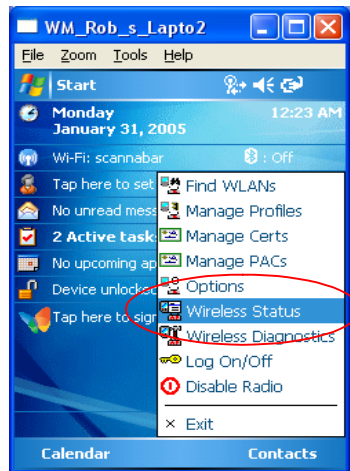 WM_Rob_s_Lapto2
File Zoom Tools Help
Start
Monday 12:23 AM
January 31, 2005
Wi-Fi: scannabar : Off
Tap here to set
Find WLANs
No unread mess
Manage Profiles
2 Active task
Manage Certs
No upcoming ap
Manage PACs
Device unlocked
Options
Tap here to sign
Wireless Status
Wireless Diagnostics
Log On/Off
Disable Radio
Exit
Calendar Contacts